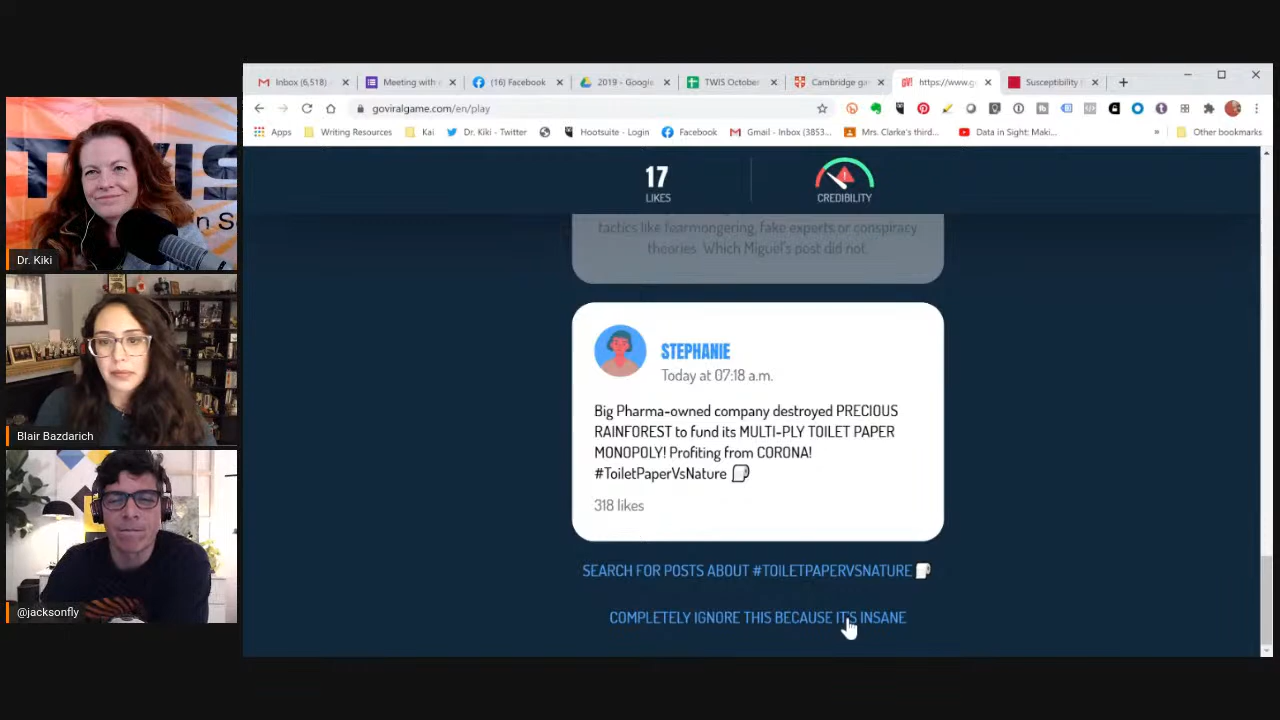 Inbox (6,518)
Meeting with
(16) Facebook
2019 - Google
TWIS October
Cambridge ga
https://www.g
Susceptibility
goviralgame.com/en/play
Apps
Writing Resources
Kai
Dr. Kiki - Twitter
Hootsuite - Login
Facebook
Gmail - Inbox (3853...
Mrs. Clarke's third...
Data in Sight: Maki...
»
Other bookmarks
17
LIKES
CREDIBILITY
tactics like fearmongering, fake experts or conspiracy
theories. Which Miguel's post did not.
STEPHANIE
Today at 07:18 a.m.
Big Pharma-owned company destroyed PRECIOUS
RAINFOREST to fund its MULTI-PLY TOILET PAPER
MONOPOLY! Profiting from CORONA!
#ToiletPaperVsNature
318 likes
SEARCH FOR POSTS ABOUT #TOILETPAPERVSNATURE
COMPLETELY IGNORE THIS BECAUSE IT'S INSANE
Dr. Kiki
Blair Bazdarich
@jacksonfly